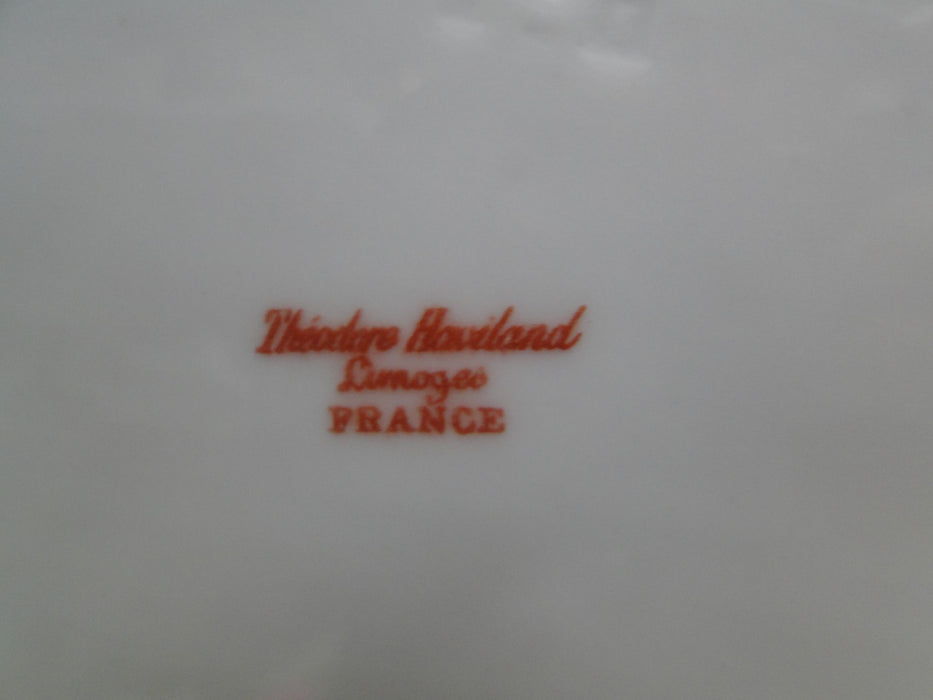 Théodore Haviland
Limoges
FRANCE